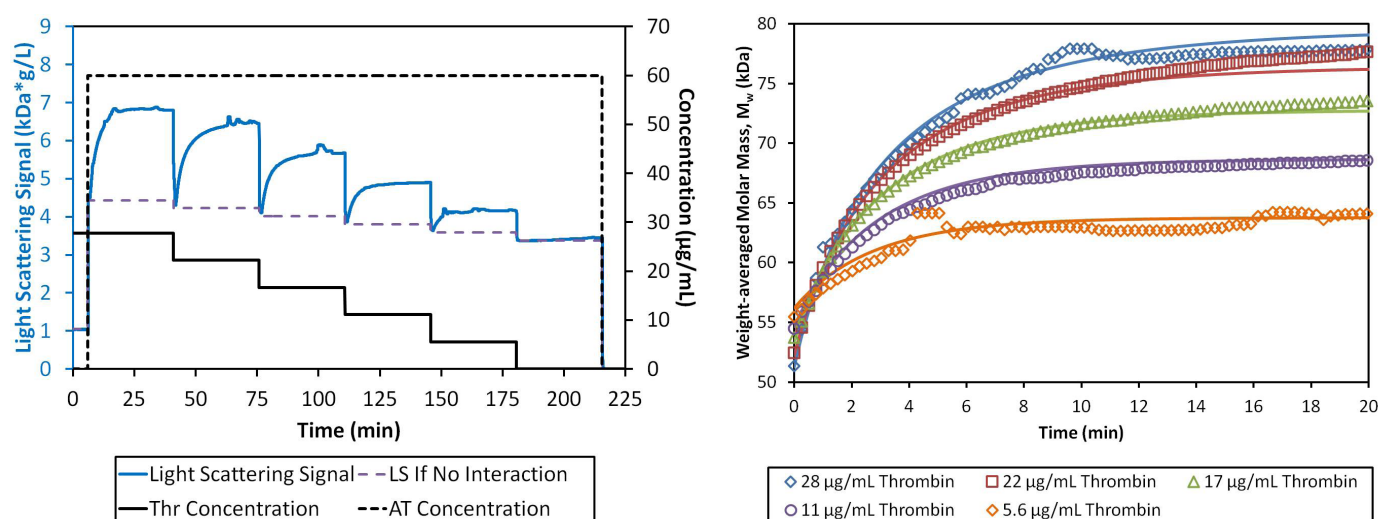 Light Scattering Signal (kDa*g/L)
9
8
7
6
5
4
3
2
1
0
70
60
50
40
30
20
10
0
Concentration (µg/mL)
0 25 50 75 100 125 150 175 200 225
Time (min)
Light Scattering Signal LS If No Interaction
Thr Concentration AT Concentration
Weight-averaged Molar Mass, Mw (kDa)
80
75
70
65
60
55
50
0 2 4 6 8 10 12 14 16 18 20
Time (min)
28 µg/mL Thrombin 22 µg/mL Thrombin 17 µg/mL Thrombin
11 µg/mL Thrombin 5.6 µg/mL Thrombin